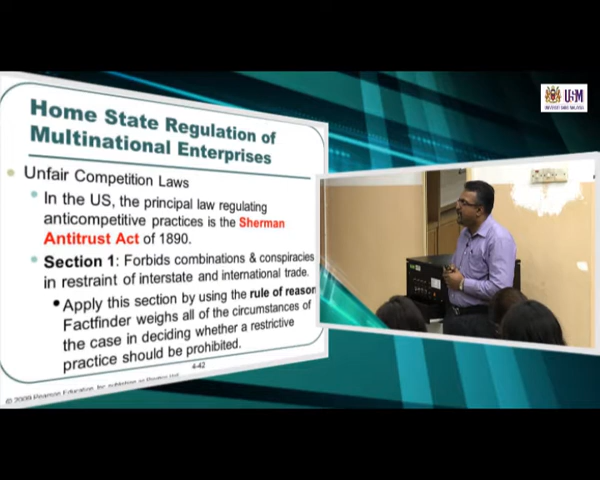 USM
UNIVERSITI SAINS MALAYSIA
Home State Regulation of
Multinational Enterprises
Unfair Competition Laws
In the US, the principal law regulating
anticompetitive practices is the Sherman
Antitrust Act of 1890.
Section 1: Forbids combinations & conspiracies
in restraint of interstate and international trade.
Apply this section by using the rule of reason
Factfinder weighs all of the circumstances of
the case in deciding whether a restrictive
practice should be prohibited.
4-42
© 2009 Pearson Education, Inc. publishing as Prentice Hall